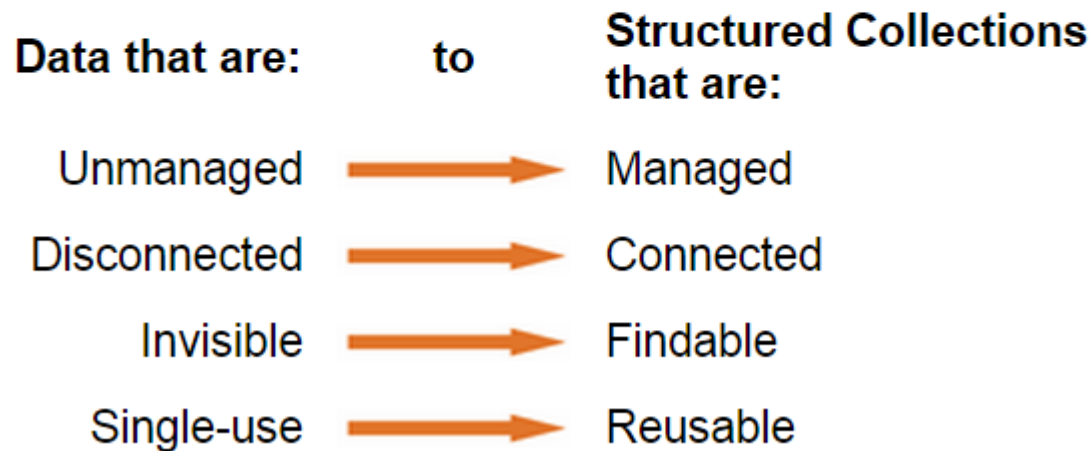 Data that are: to Structured Collections
that are:
Unmanaged Managed
Disconnected Connected
Invisible Findable
Single-use Reusable